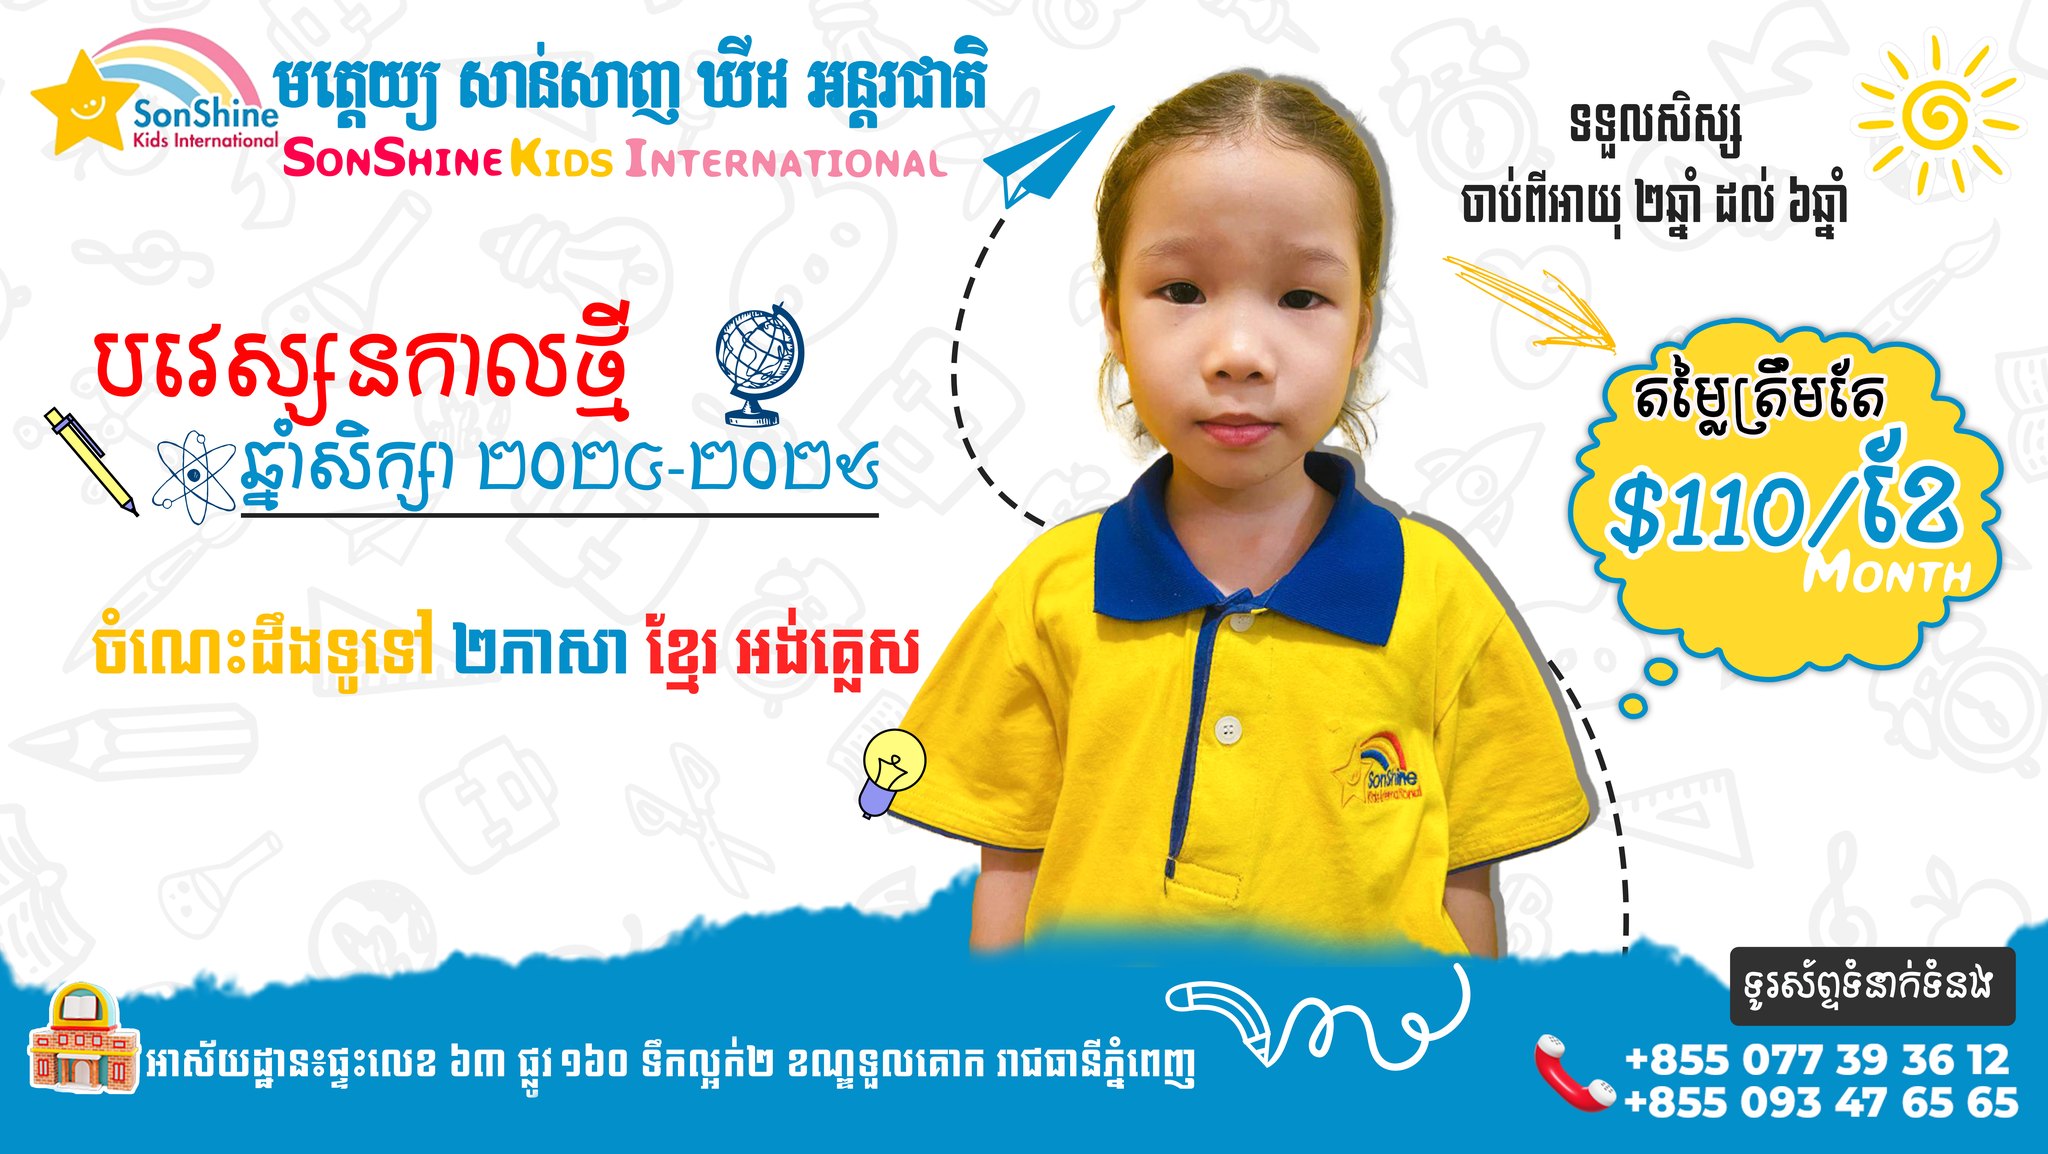 SonShine
Kids International
មត្តេយ្យ សាន់សាញ ឃីដ អន្តរជាតិ
SONSHINE KIDS INTERNATIONAL
ទទួលសិស្ស
ចាប់ពីអាយុ ២ឆ្នាំ ដល់ ៦ឆ្នាំ
បវេសុ្យនកាលថ្មី
ឆ្នាំសិក្សា ២០២៤-២០២៥
តម្លៃត្រឹមតែ
$110/ខែ
MONTH
ចំណេះដឹងទូទៅ ២ភាសា ខ្មែរ អង់គ្លេស
SonShine
Kids International
ទូរស័ព្ទទំនាក់ទំនង
អាស័យដ្ឋាន៖ផ្ទះលេខ ៦៣ ផ្លូវ ១៦០ ទឹកល្អក់២ ខណ្ឌទួលគោក រាជធានីភ្នំពេញ
+855 077 39 36 12
+855 093 47 65 65